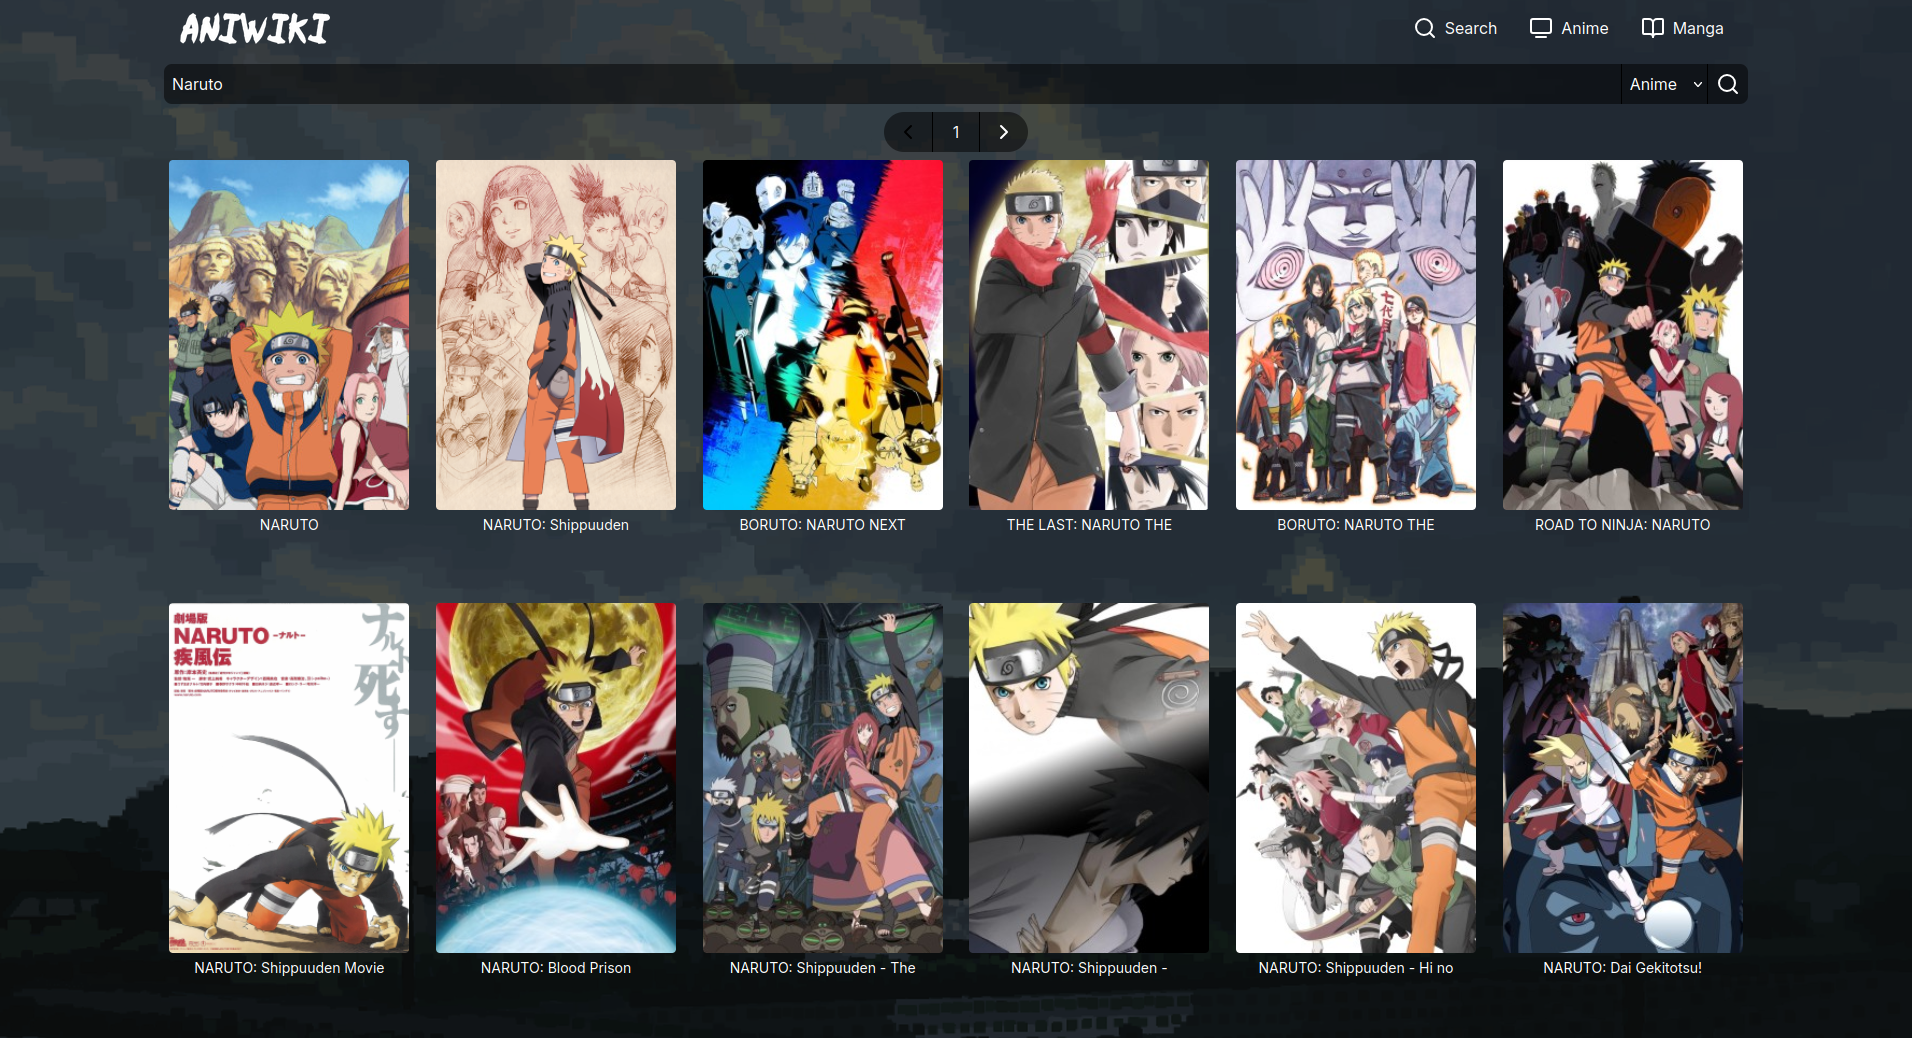 ANIWIKI
Search
Anime
Manga
Naruto
Anime
1
七代目
NARUTO
NARUTO: Shippuuden
BORUTO: NARUTO NEXT
THE LAST: NARUTO THE
BORUTO: NARUTO THE
ROAD TO NINJA: NARUTO
劇場版
NARUTO -ナルト-
疾風伝
ナルト死す
NARUTO: Shippuuden Movie
NARUTO: Blood Prison
NARUTO: Shippuuden - The
NARUTO: Shippuuden -
NARUTO: Shippuuden - Hi no
NARUTO: Dai Gekitotsu!